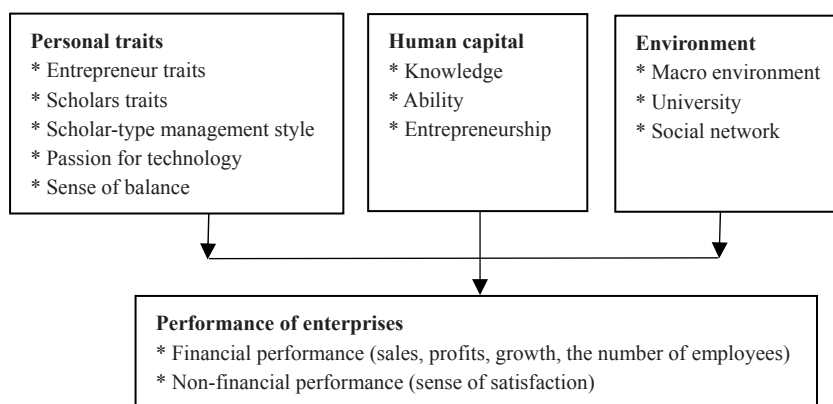 Personal traits
* Entrepreneur traits
* Scholars traits
* Scholar-type management style
* Passion for technology
* Sense of balance
Human capital
* Knowledge
* Ability
* Entrepreneurship
Environment
* Macro environment
* University
* Social network
Performance of enterprises
* Financial performance (sales, profits, growth, the number of employees)
* Non-financial performance (sense of satisfaction)